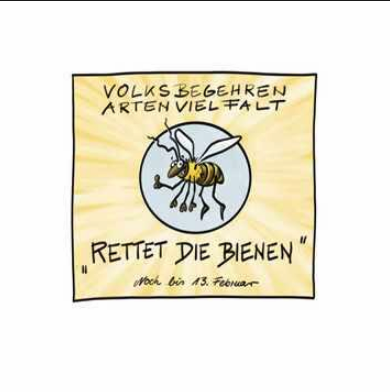 VOLKSBEGEHREN
ARTENVIELFALT
„RETTET DIE BIENEN"
Noch bis 13. Februar